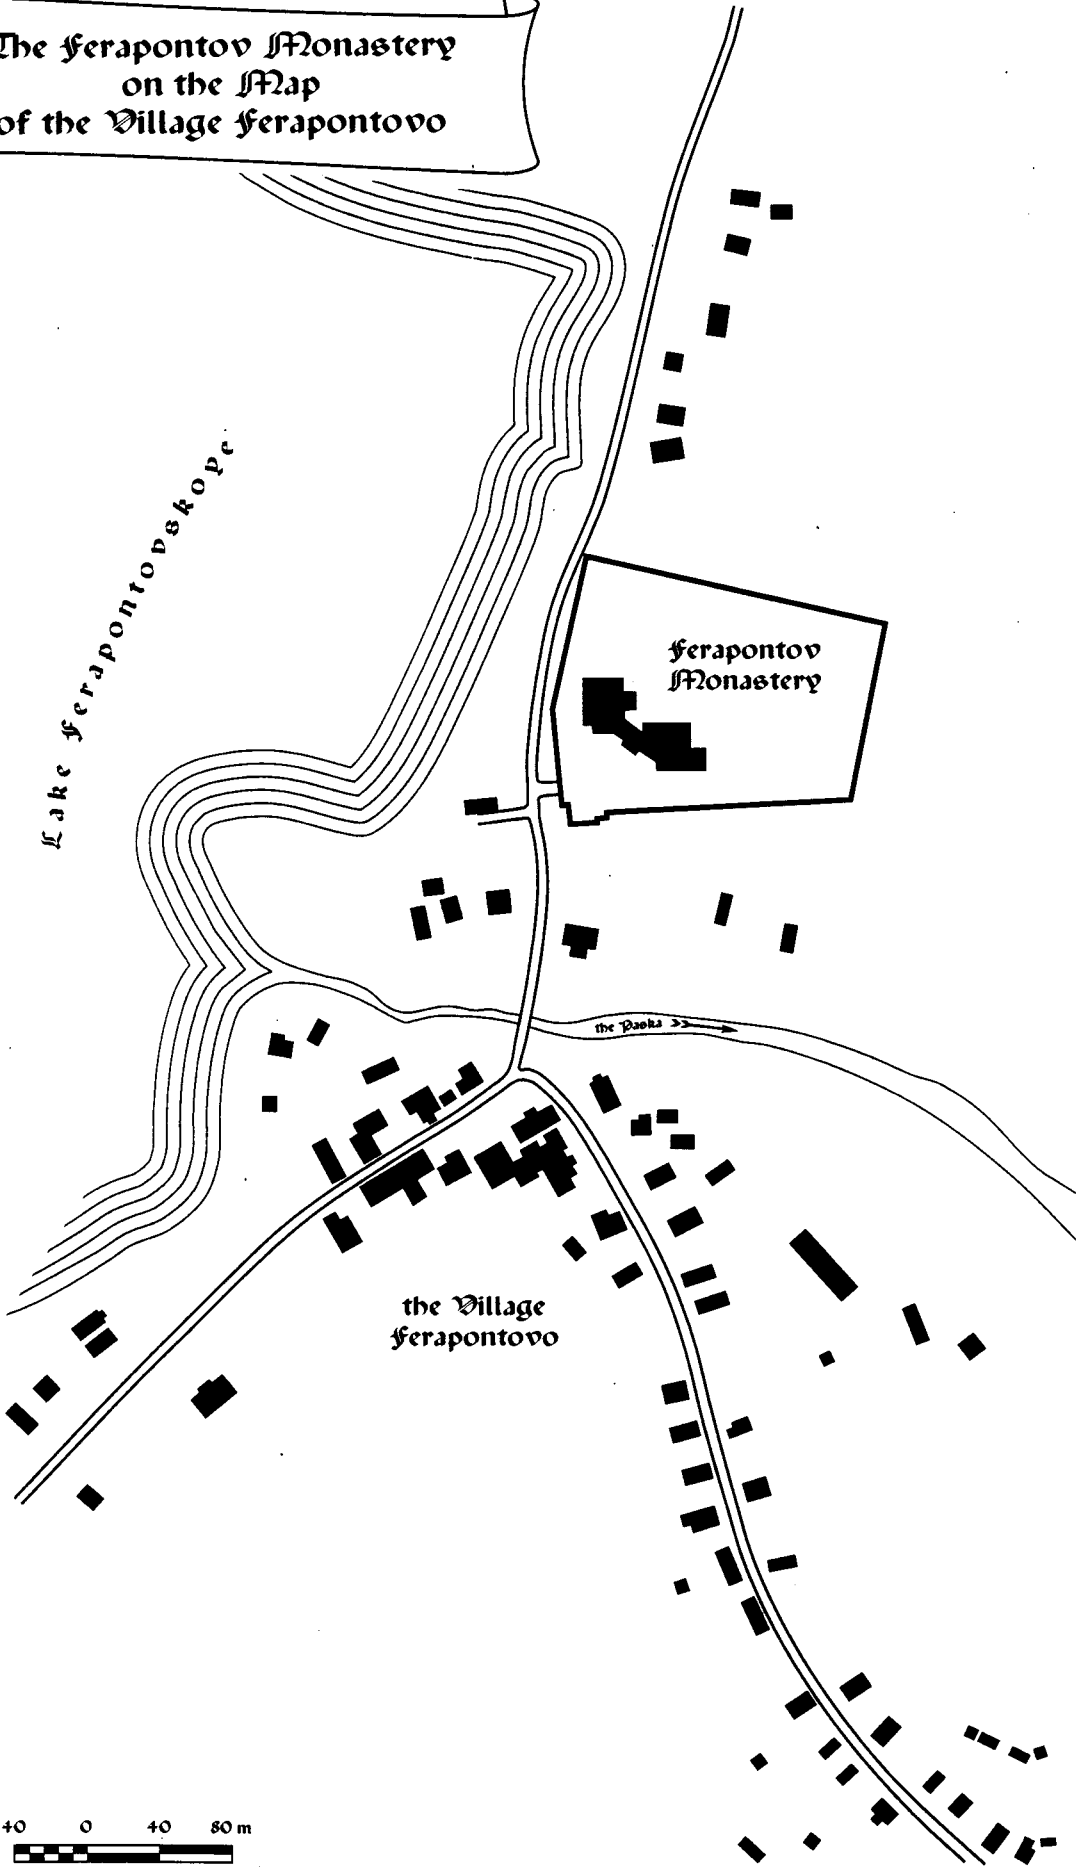 The Ferapontov Monastery
on the Map
of the Village Ferapontovo
Lake Ferapontovskoye
Ferapontov
Monastery
the Paska
the Village
Ferapontovo
40 0 40 80 m